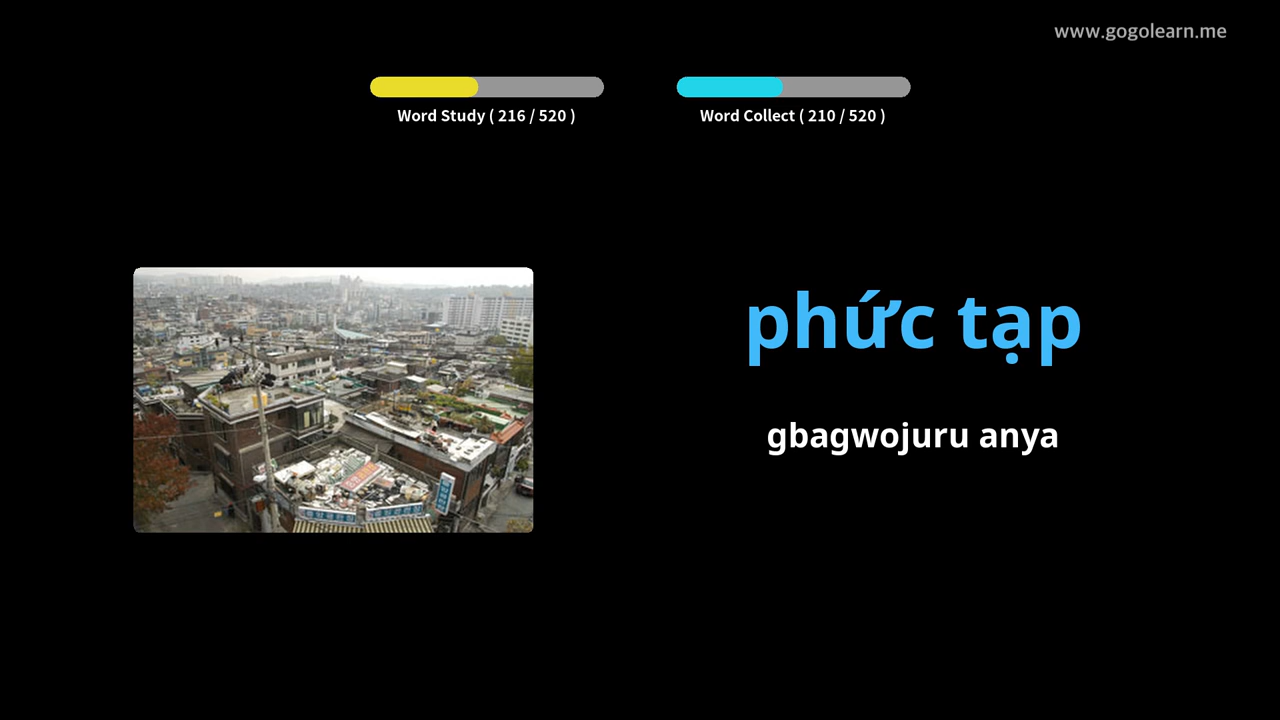 www.gogolearn.me
Word Study ( 216 / 520 )
Word Collect ( 210 / 520 )
phức tạp
gbagwojuru anya